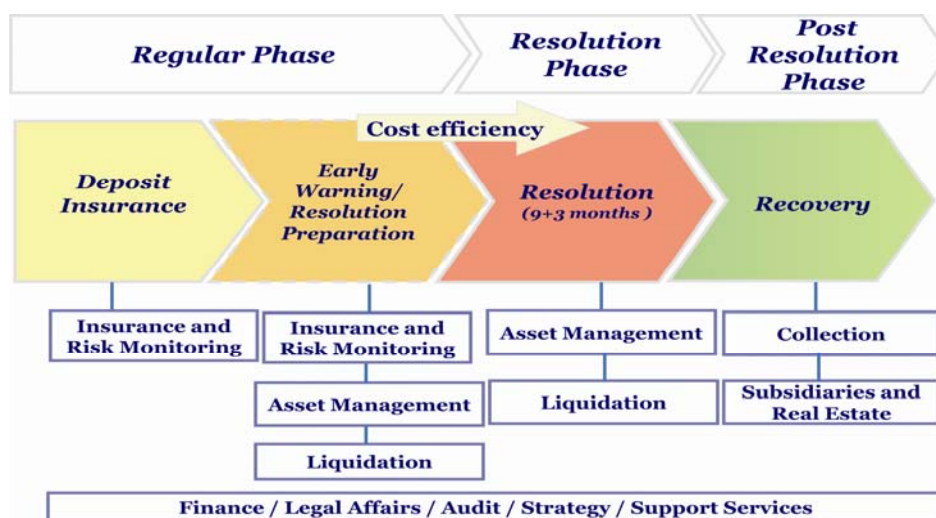 Regular Phase
Resolution
Phase
Post
Resolution
Phase
Cost efficiency
Deposit
Insurance
Early
Warning/
Resolution
Preparation
Resolution
(9+3 months )
Recovery
Insurance and
Risk Monitoring
Insurance and
Risk Monitoring
Asset Management
Liquidation
Asset Management
Liquidation
Collection
Subsidiaries and
Real Estate
Finance / Legal Affairs / Audit / Strategy / Support Services